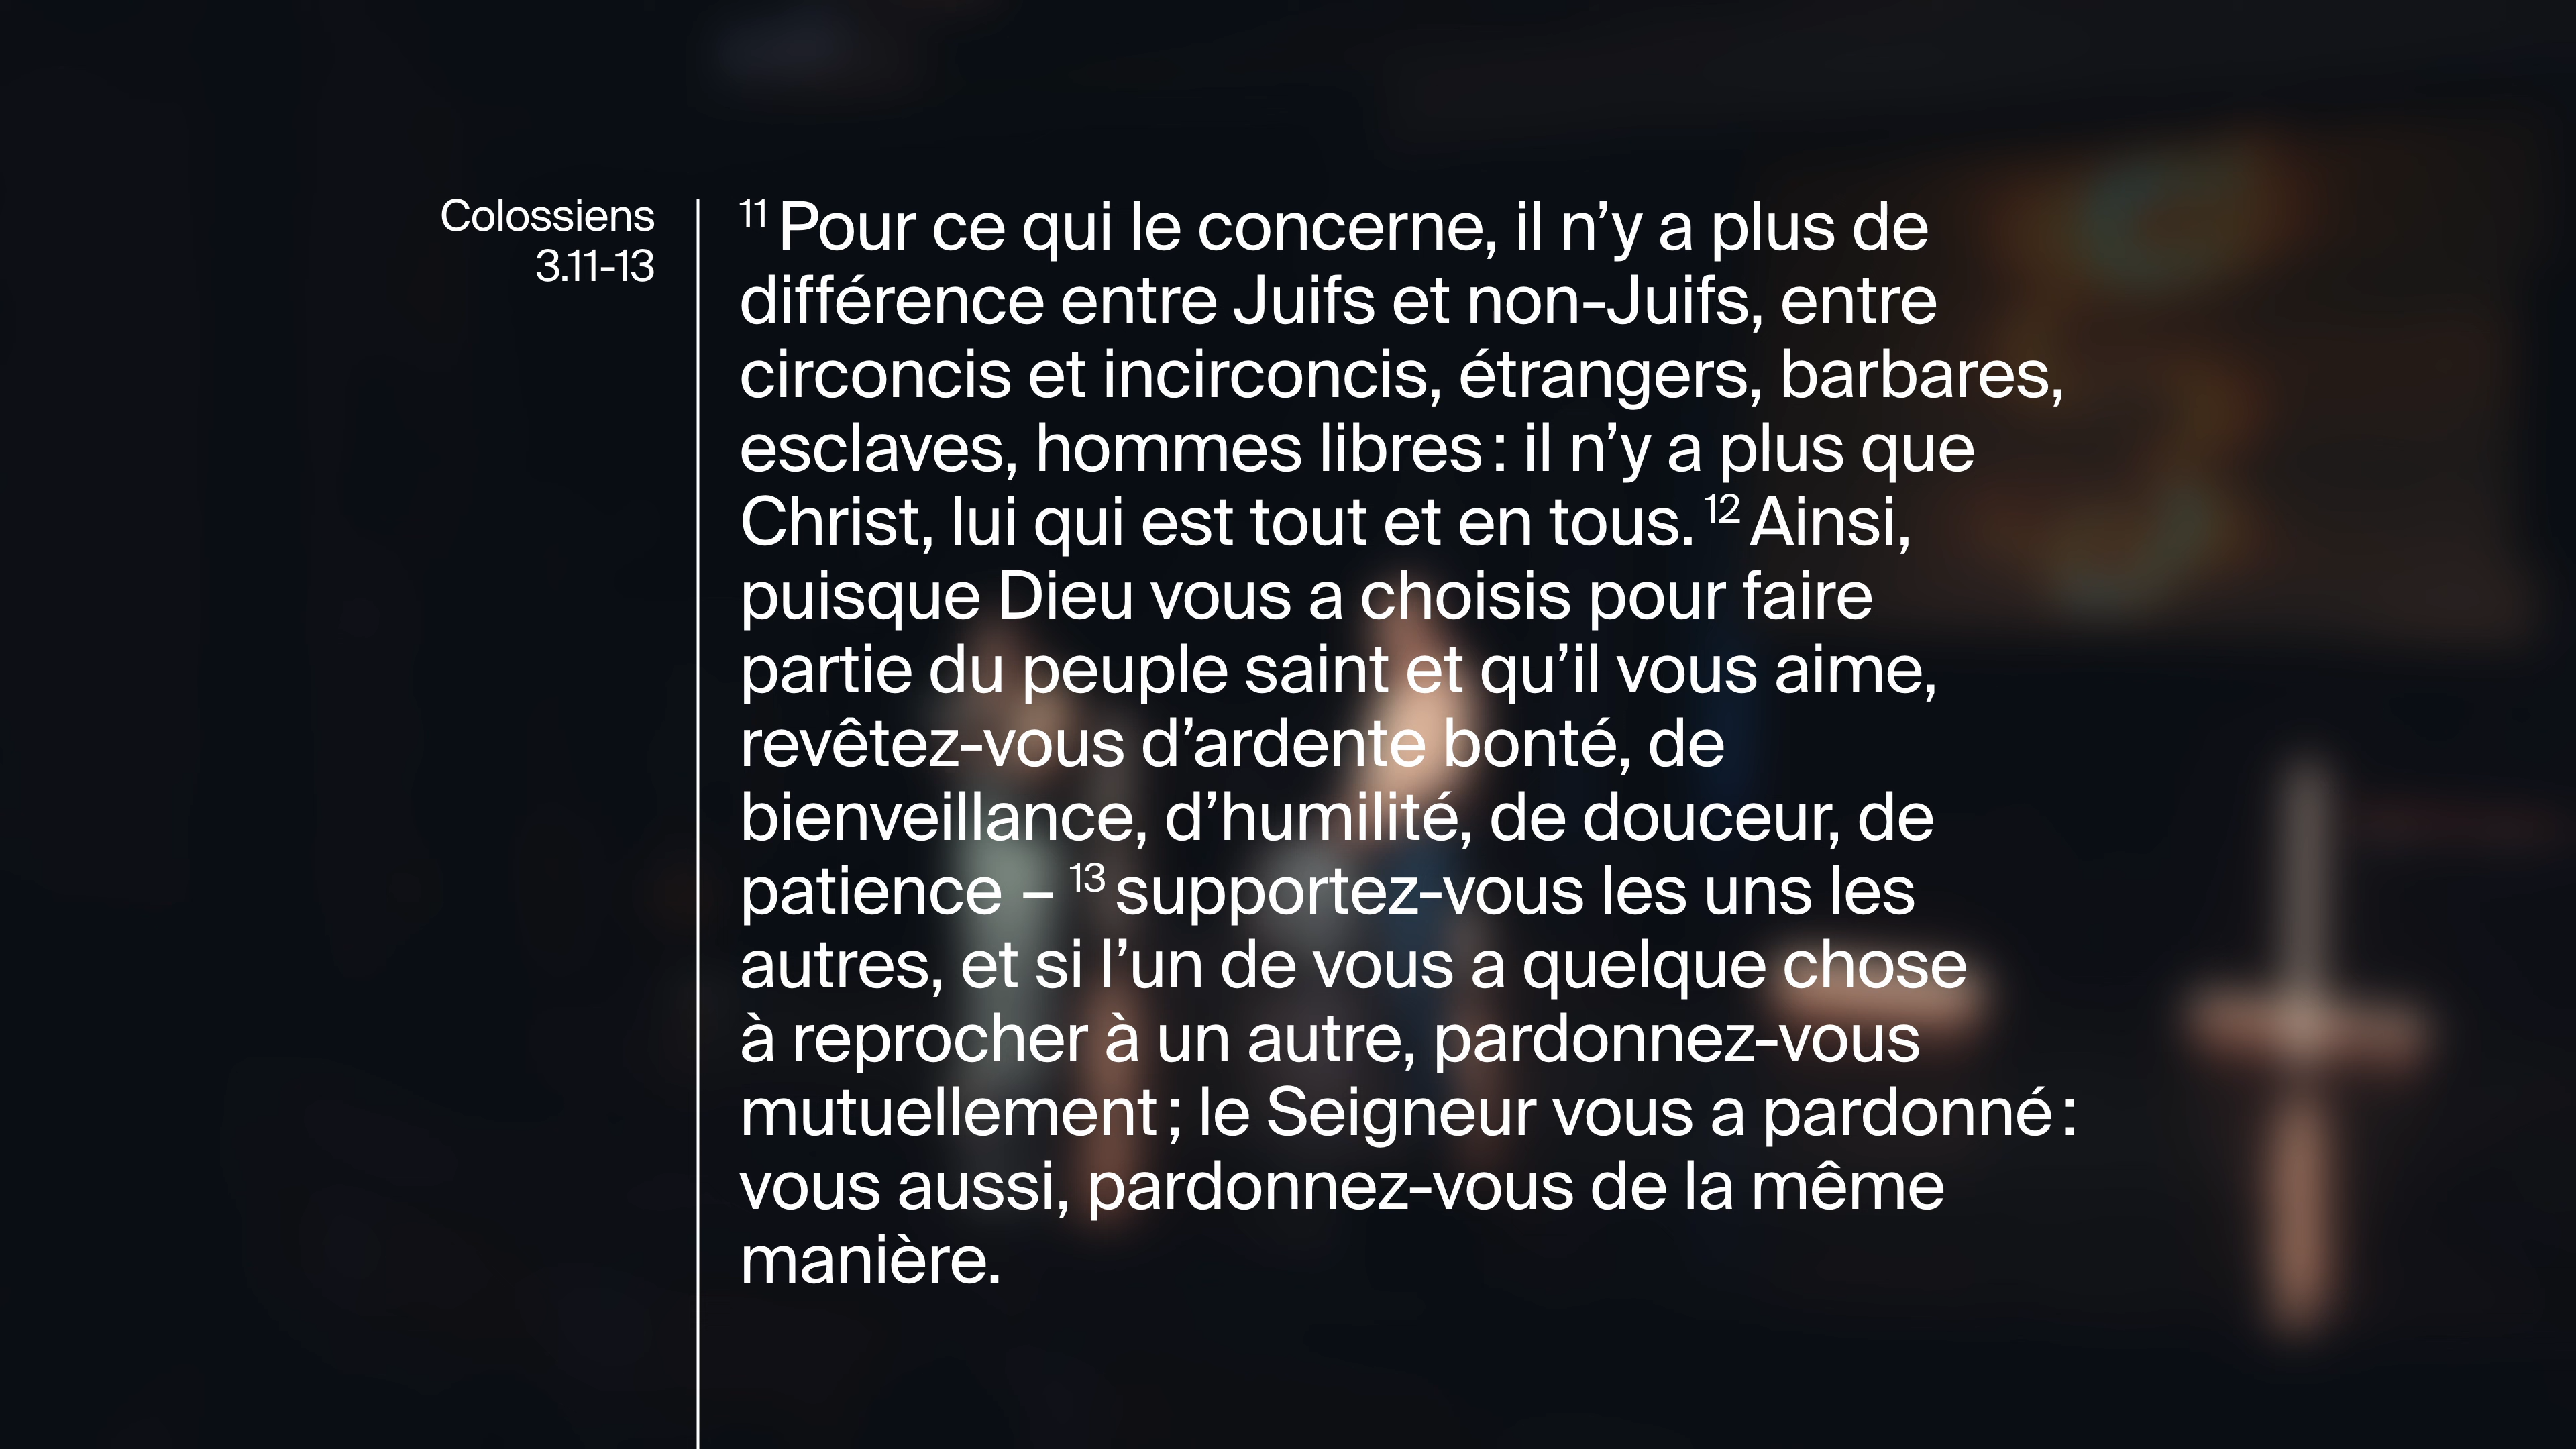 Colossiens
3.11-13
11 Pour ce qui le concerne, il n’y a plus de
différence entre Juifs et non-Juifs, entre
circoncis et incirconcis, étrangers, barbares,
esclaves, hommes libres : il n’y a plus que
Christ, lui qui est tout et en tous. 12 Ainsi,
puisque Dieu vous a choisis pour faire
partie du peuple saint et qu’il vous aime,
revêtez-vous d’ardente bonté, de
bienveillance, d’humilité, de douceur, de
patience – 13 supportez-vous les uns les
autres, et si l’un de vous a quelque chose
à reprocher à un autre, pardonnez-vous
mutuellement ; le Seigneur vous a pardonné :
vous aussi, pardonnez-vous de la même
manière.